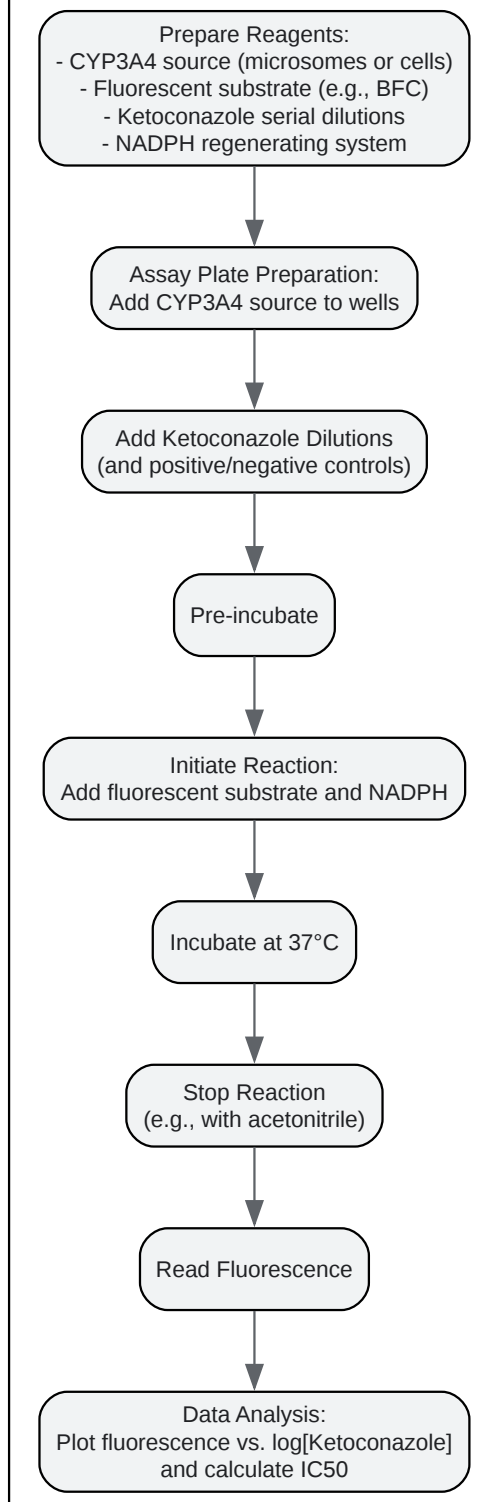 Prepare Reagents:
- CYP3A4 source (microsomes or cells)
- Fluorescent substrate (e.g., BFC)
- Ketoconazole serial dilutions
- NADPH regenerating system
Assay Plate Preparation:
Add CYP3A4 source to wells
Add Ketoconazole Dilutions
(and positive/negative controls)
Pre-incubate
Initiate Reaction:
Add fluorescent substrate and NADPH
Incubate at 37°C
Stop Reaction
(e.g., with acetonitrile)
Read Fluorescence
Data Analysis:
Plot fluorescence vs. log[Ketoconazole]
and calculate IC50